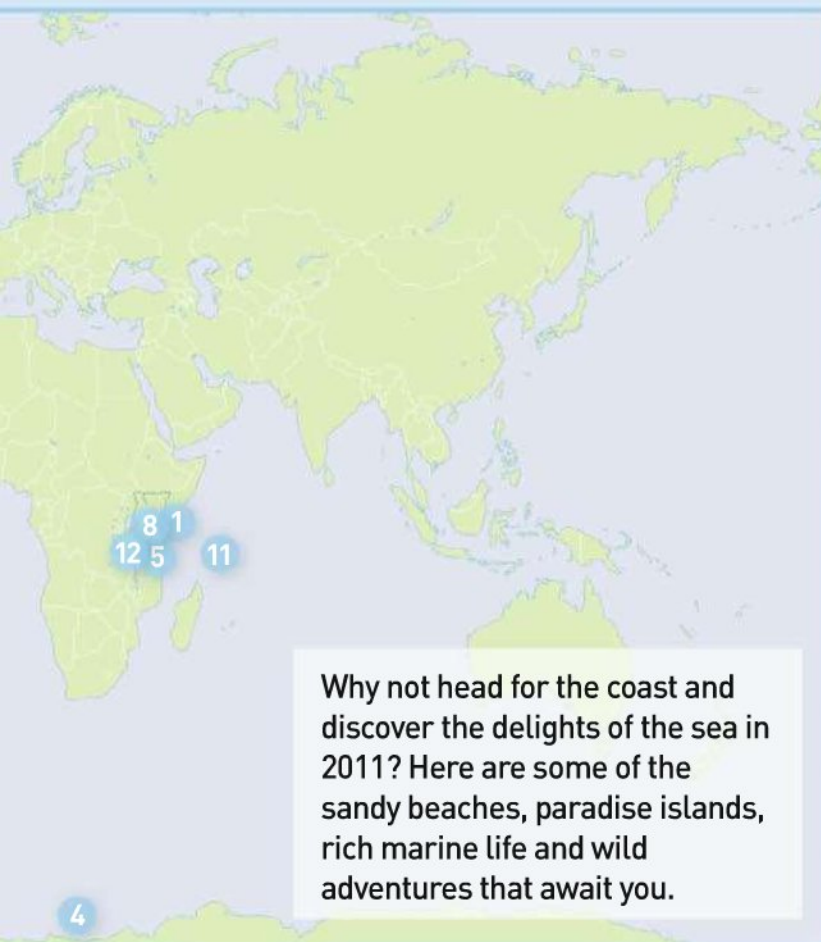 8 1
12 5 11
Why not head for the coast and
discover the delights of the sea in
2011? Here are some of the
sandy beaches, paradise islands,
rich marine life and wild
adventures that await you.
4